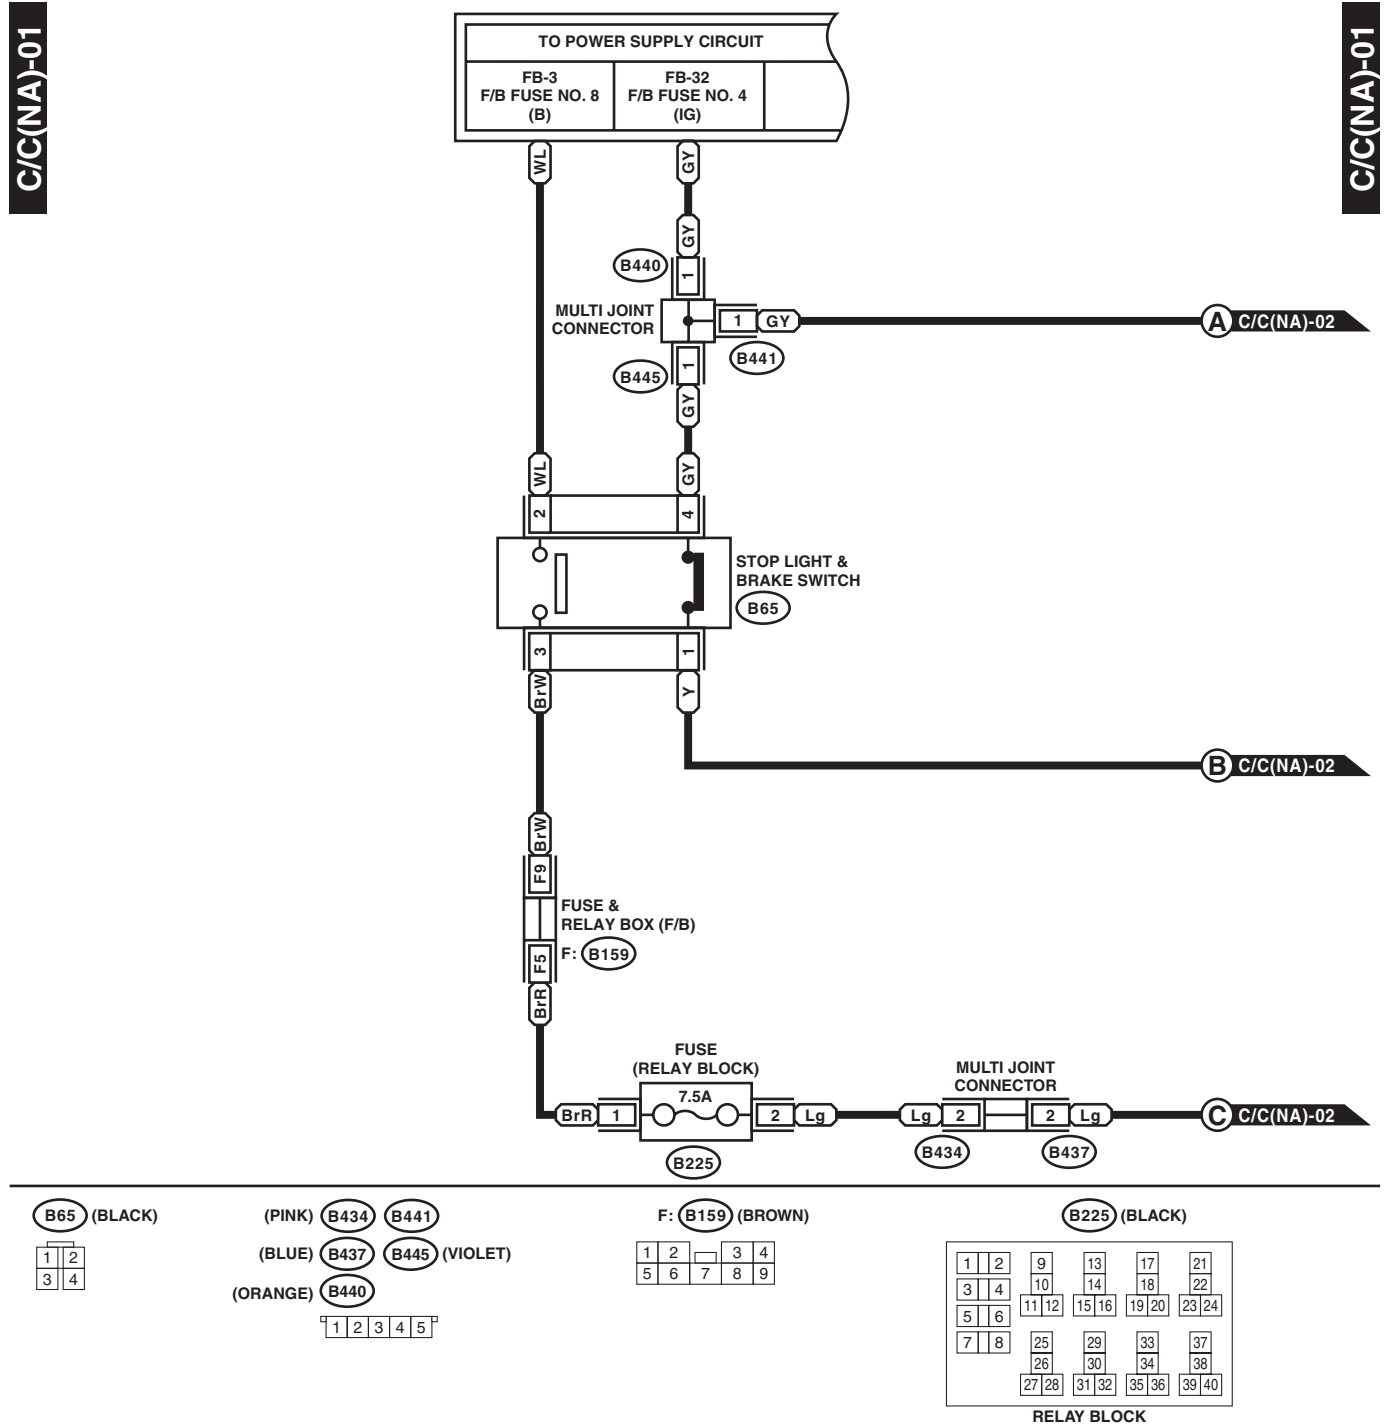 C/C(NA)-01
C/C(NA)-01
TO POWER SUPPLY CIRCUIT
FB-3
F/B FUSE NO. 8
(B)
FB-32
F/B FUSE NO. 4
(IG)
WL
GY
GY
B440
1
MULTI JOINT
CONNECTOR
1
GY
A
C/C(NA)-02
B441
B445
1
GY
WL
GY
2
4
STOP LIGHT &
BRAKE SWITCH
B65
3
1
BrW
Y
B
C/C(NA)-02
BrW
F9
FUSE &
RELAY BOX (F/B)
F5
F: B159
BrR
FUSE
(RELAY BLOCK)
7.5A
BrR
1
2
Lg
B225
MULTI JOINT
CONNECTOR
Lg
2
2
Lg
C
C/C(NA)-02
B434
B437
B65 (BLACK)
1 2
3 4
(PINK) B434 B441
(BLUE) B437 B445 (VIOLET)
(ORANGE) B440
1 2 3 4 5
F: B159 (BROWN)
1 2 3 4
5 6 7 8 9
B225 (BLACK)
1 2 9 13 17 21
3 4 10 14 18 22
11 12 15 16 19 20 23 24
5 6
7 8 25 29 33 37
26 30 34 38
27 28 31 32 35 36 39 40
RELAY BLOCK